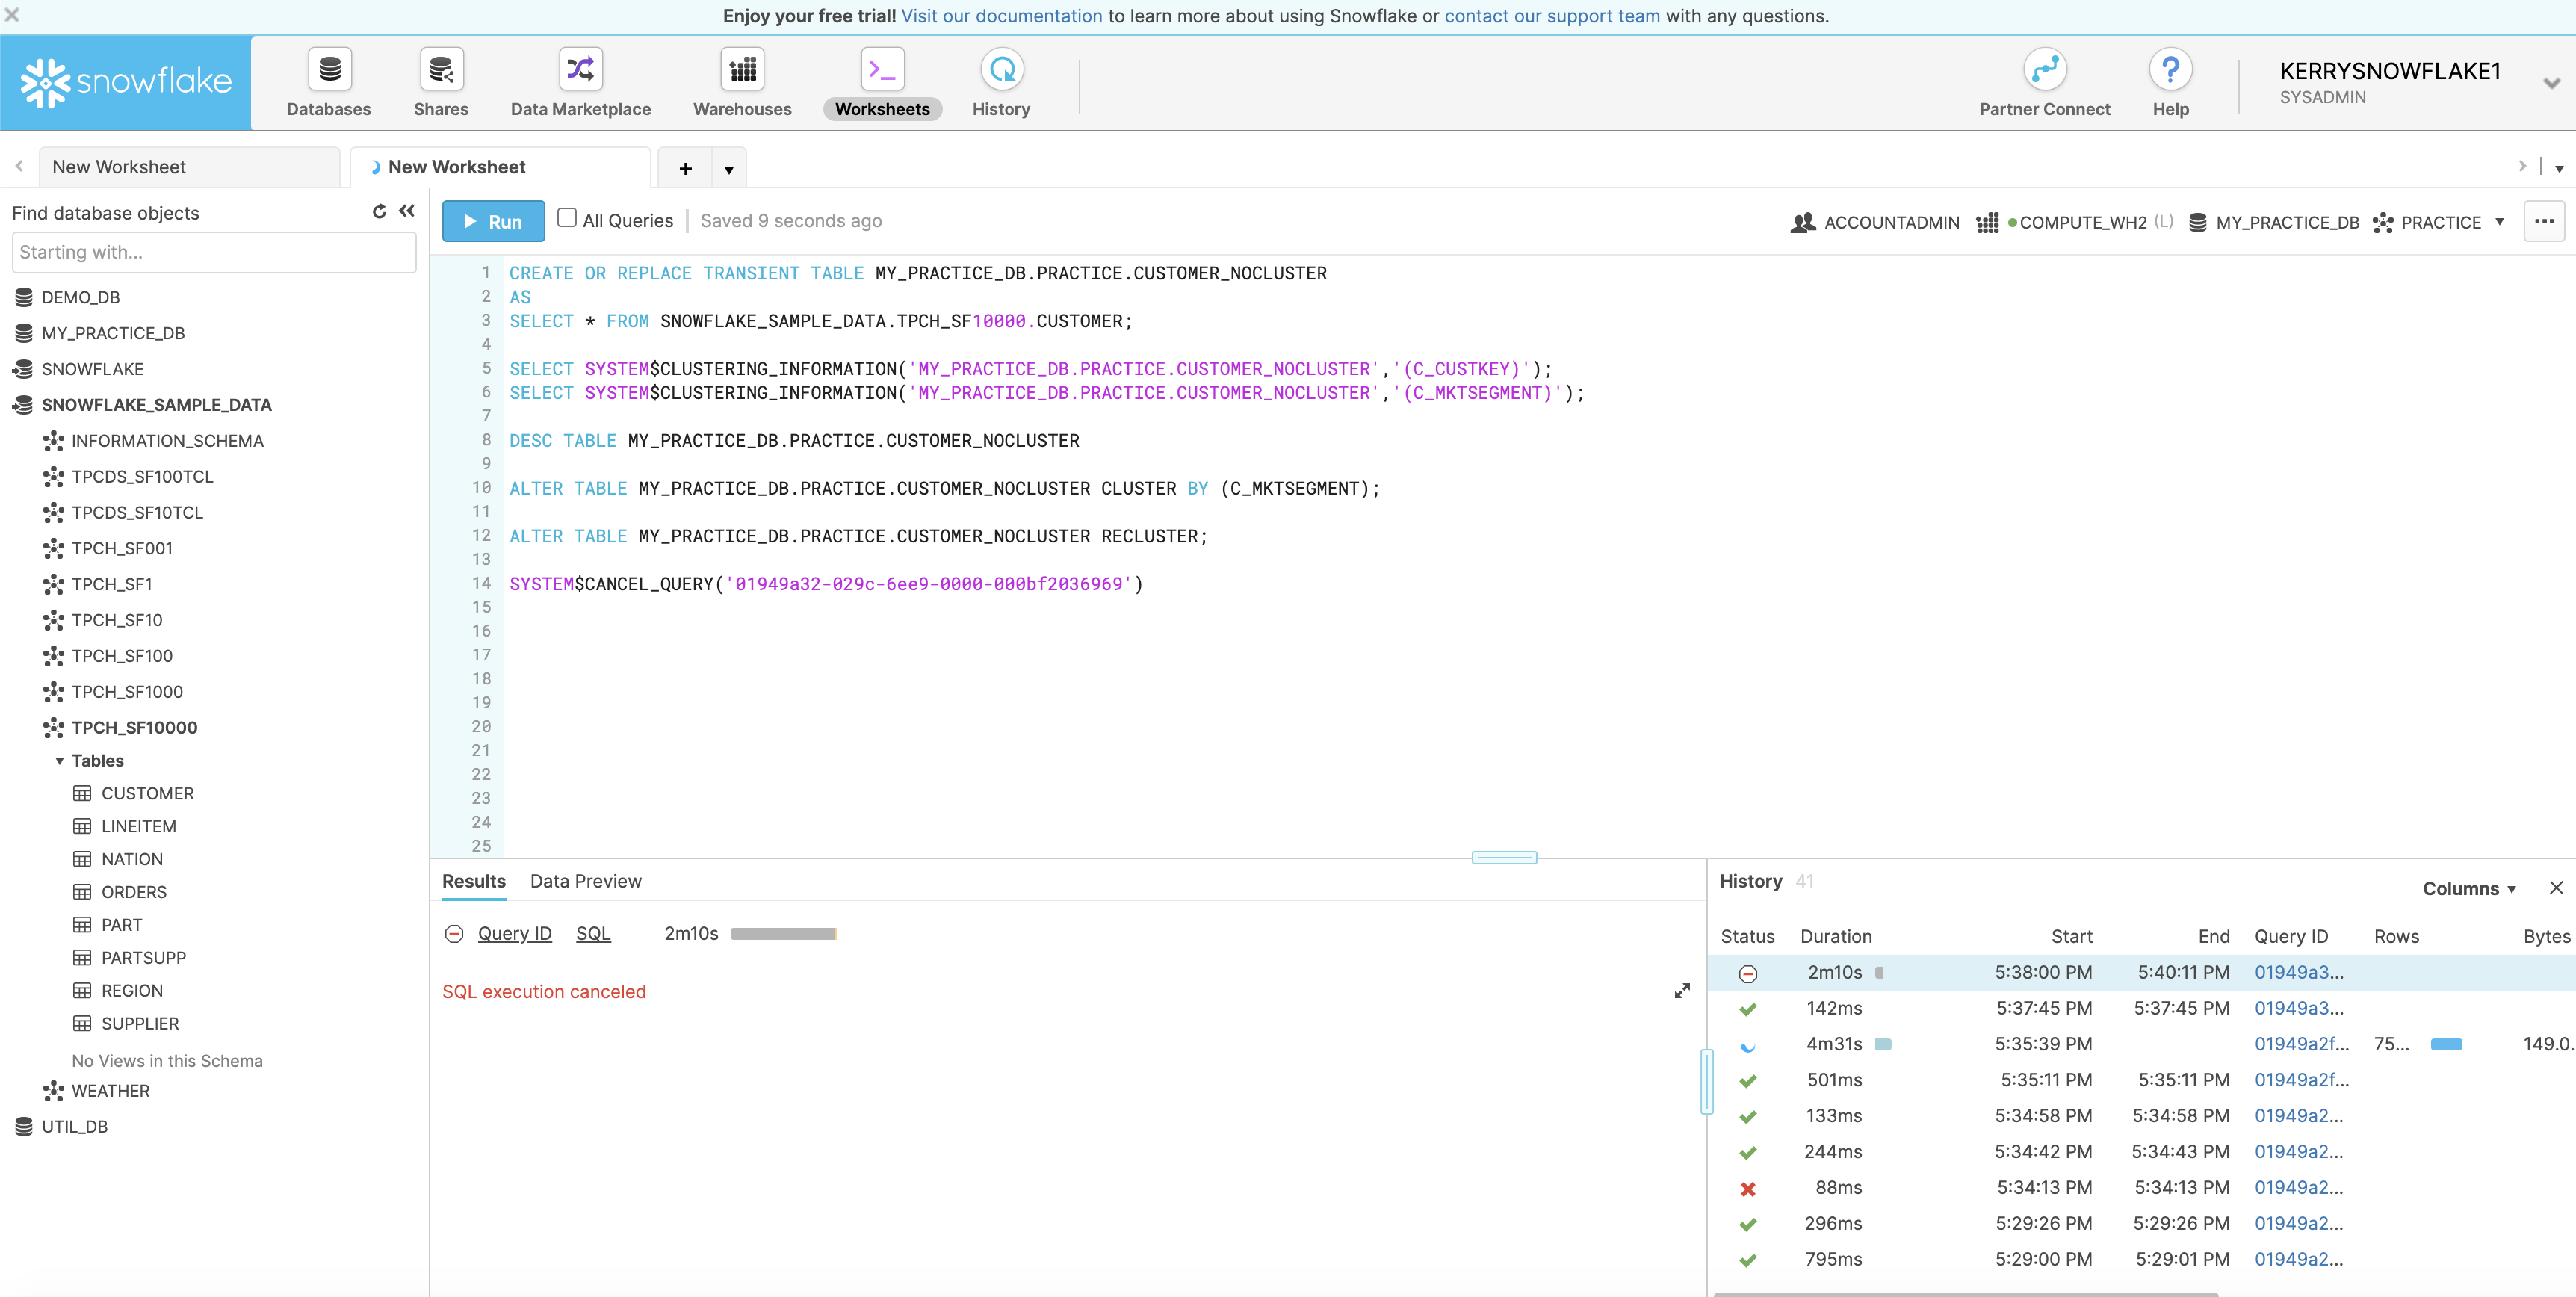 Enjoy your free trial! Visit our documentation to learn more about using Snowflake or contact our support team with any questions.
snowflake
Databases
Shares
Data Marketplace
Warehouses
Worksheets
History
Partner Connect
Help
KERRYSNOWFLAKE1
SYSADMIN
New Worksheet
New Worksheet
Find database objects
Starting with...
DEMO_DB
MY_PRACTICE_DB
SNOWFLAKE
SNOWFLAKE_SAMPLE_DATA
INFORMATION_SCHEMA
TPCDS_SF100TCL
TPCDS_SF10TCL
TPCH_SF001
TPCH_SF1
TPCH_SF10
TPCH_SF100
TPCH_SF1000
TPCH_SF10000
Tables
CUSTOMER
LINEITEM
NATION
ORDERS
PART
PARTSUPP
REGION
SUPPLIER
No Views in this Schema
WEATHER
UTIL_DB
Run All Queries Saved 9 seconds ago ACCOUNTADMIN COMPUTE_WH2 (L) MY_PRACTICE_DB PRACTICE
1 CREATE OR REPLACE TRANSIENT TABLE MY_PRACTICE_DB.PRACTICE.CUSTOMER_NOCLUSTER
2 AS
3 SELECT * FROM SNOWFLAKE_SAMPLE_DATA.TPCH_SF10000.CUSTOMER;
4
5 SELECT SYSTEM$CLUSTERING_INFORMATION('MY_PRACTICE_DB.PRACTICE.CUSTOMER_NOCLUSTER','(C_CUSTKEY)');
6 SELECT SYSTEM$CLUSTERING_INFORMATION('MY_PRACTICE_DB.PRACTICE.CUSTOMER_NOCLUSTER','(C_MKTSEGMENT)');
7
8 DESC TABLE MY_PRACTICE_DB.PRACTICE.CUSTOMER_NOCLUSTER
9
10 ALTER TABLE MY_PRACTICE_DB.PRACTICE.CUSTOMER_NOCLUSTER CLUSTER BY (C_MKTSEGMENT);
11
12 ALTER TABLE MY_PRACTICE_DB.PRACTICE.CUSTOMER_NOCLUSTER RECLUSTER;
13
14 SYSTEM$CANCEL_QUERY('01949a32-029c-6ee9-0000-000bf2036969')
15
16
17
18
19
20
21
22
23
24
25
Results Data Preview
Query ID SQL 2m10s
SQL execution canceled
History 41
Columns
Status Duration Start End Query ID Rows Bytes
2m10s 5:38:00 PM 5:40:11 PM 01949a3...
142ms 5:37:45 PM 5:37:45 PM 01949a3...
4m31s 5:35:39 PM 01949a2f... 75... 149.0.
501ms 5:35:11 PM 5:35:11 PM 01949a2f...
133ms 5:34:58 PM 5:34:58 PM 01949a2...
244ms 5:34:42 PM 5:34:43 PM 01949a2...
88ms 5:34:13 PM 5:34:13 PM 01949a2...
296ms 5:29:26 PM 5:29:26 PM 01949a2...
795ms 5:29:00 PM 5:29:01 PM 01949a2...